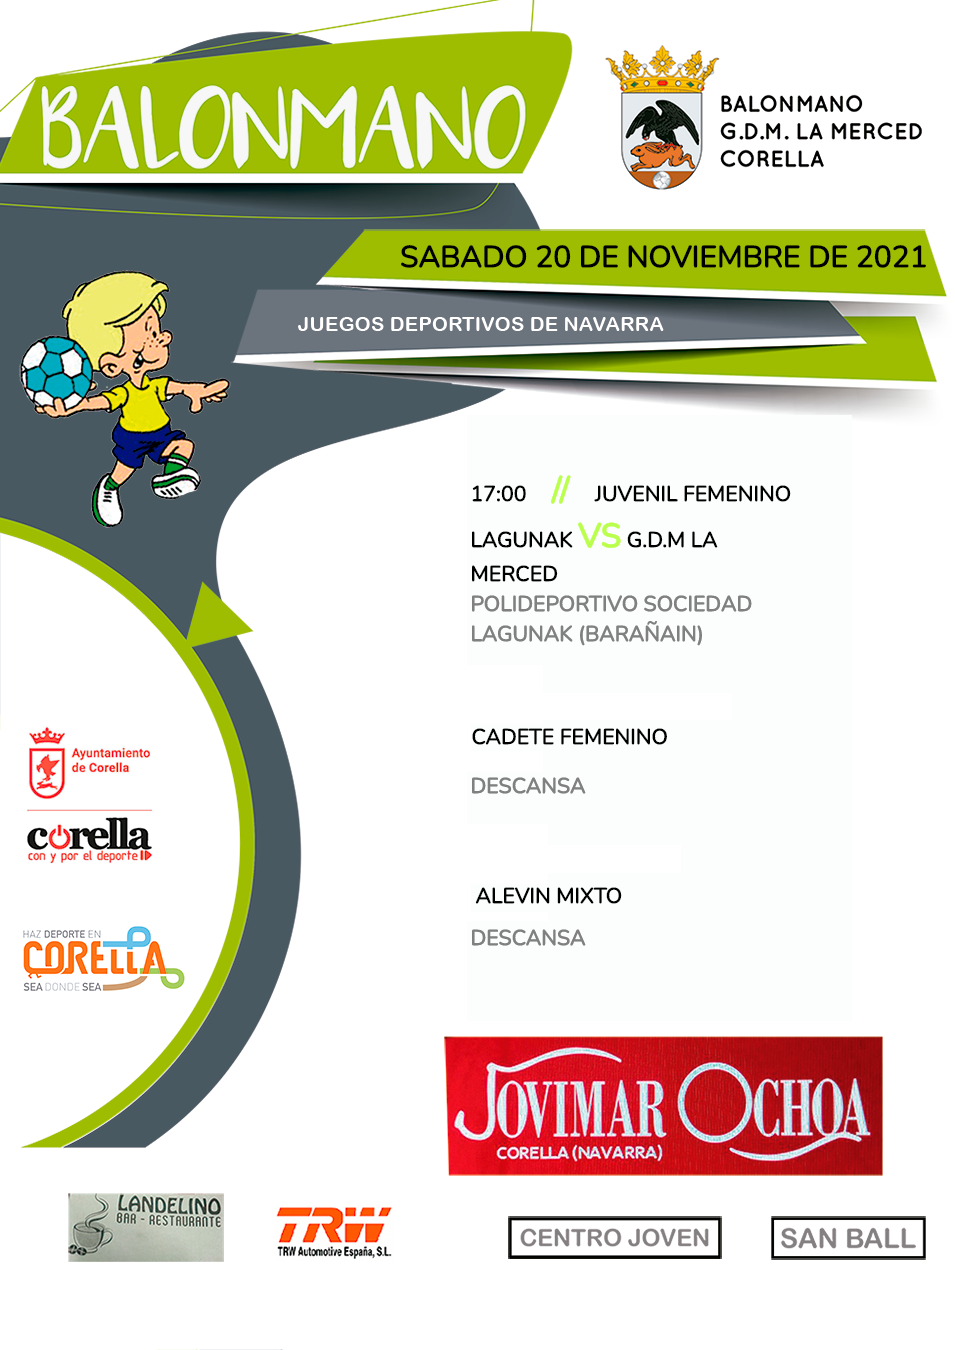 BALONMANO
BALONMANO
G.D.M. LA MERCED
CORELLA
SABADO 20 DE NOVIEMBRE DE 2021
JUEGOS DEPORTIVOS DE NAVARRA
17:00 // JUVENIL FEMENINO
LAGUNAK VS G.D.M LA
MERCED
POLIDEPORTIVO SOCIEDAD
LAGUNAK (BARAÑAIN)
CADETE FEMENINO
DESCANSA
ALEVIN MIXTO
DESCANSA
Ayuntamiento
de Corella
corella
con y por el deporte
HAZ DEPORTE EN
CORELLA
SEA DONDE SEA
JOVIMAR OCHOA
CORELLA (NAVARRA)
LANDELINO
BAR - RESTAURANTE
TRW
TRW Automotive España, S.L.
CENTRO JOVEN
SAN BALL